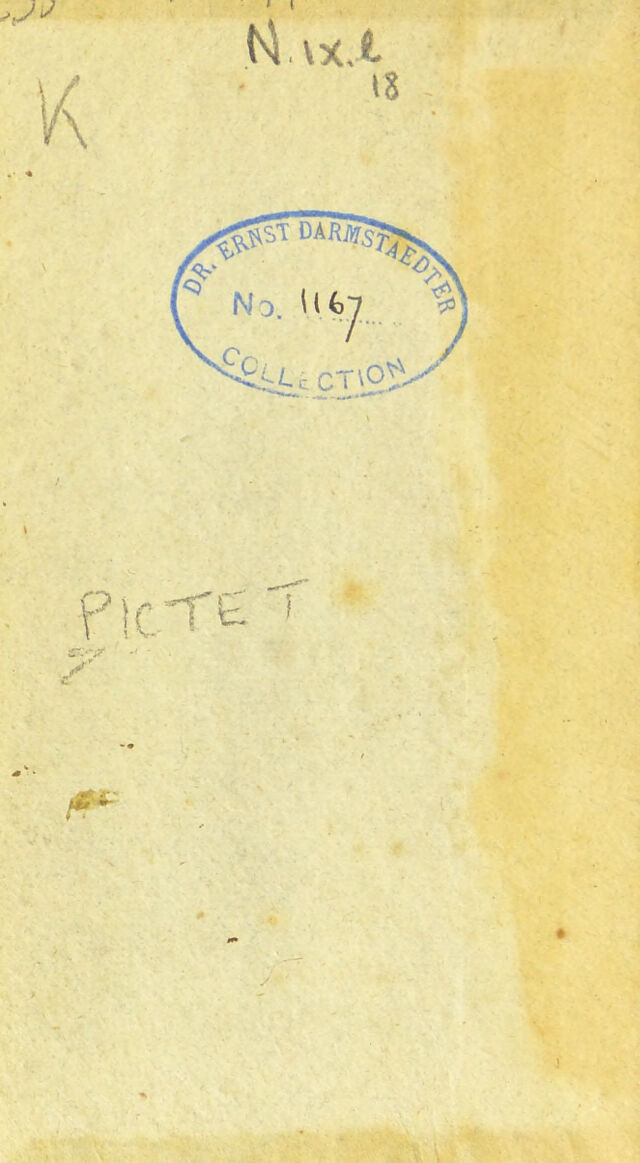 N.IX.l
18
K
DR. ERNST DARMSTAEDTER
No. 1167
COLLECTION
PICTET